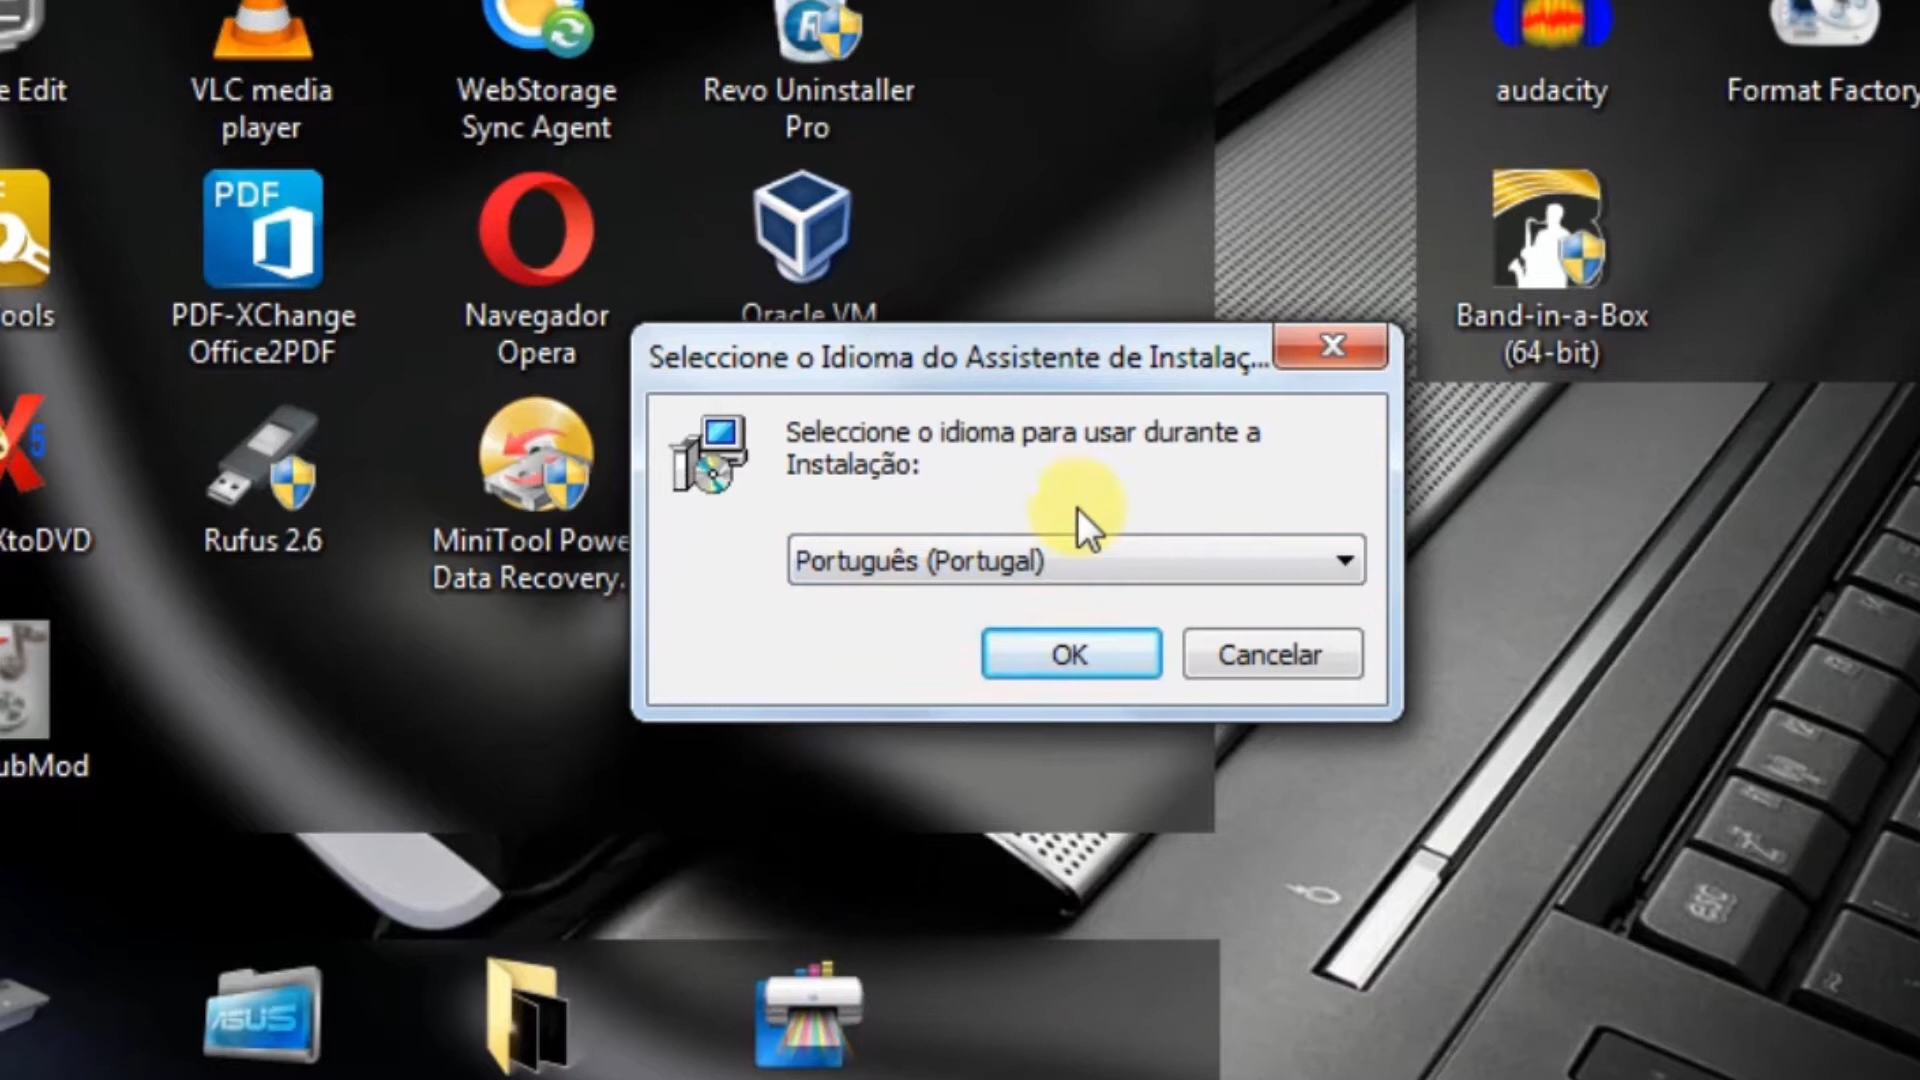 e Edit
VLC media
player
WebStorage
Sync Agent
Revo Uninstaller
Pro
audacity
Format Factory
PDF
ools
PDF-XChange
Office2PDF
Navegador
Opera
Oracle VM
Band-in-a-Box
(64-bit)
Seleccione o Idioma do Assistente de Instalaç...
X
Seleccione o idioma para usar durante a
Instalação:
Português (Portugal)
OK
Cancelar
5
XtoDVD
Rufus 2.6
MiniTool Powe
Data Recovery.
ubMod
ASUS